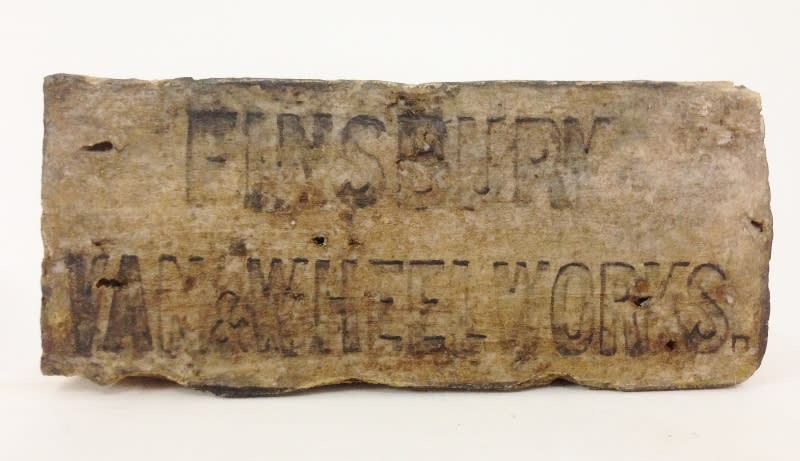 FINSBURY
VAN & WHEEL WORKS.